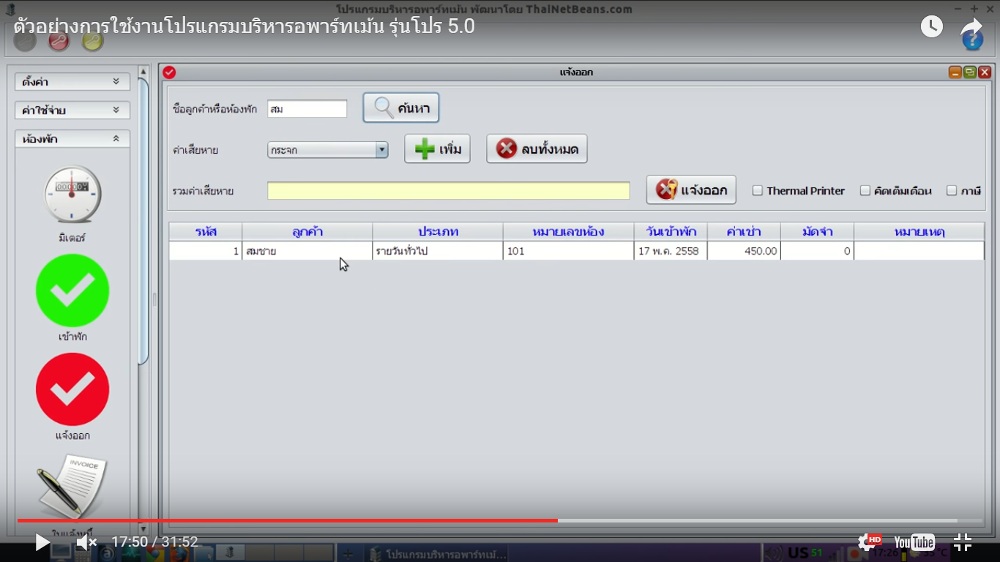 โปรแกรมบริหารอพาร์ทเม้น พัฒนาโดย ThaiNetBeans.com
ตัวอย่างการใช้งานโปรแกรมบริหารอพาร์ทเม้น รุ่นโปร 5.0
ตั้งค่า
ค่าใช้จ่าย
ห้องพัก
มิเตอร์
เข้าพัก
แจ้งออก
INVOICE
แจ้งออก
ชื่อลูกค้าหรือห้องพัก สม ค้นหา
ค่าเสียหาย กระจก เพิ่ม ลบทั้งหมด
รวมค่าเสียหาย แจ้งออก Thermal Printer คิดเต็มเดือน ภาษี
รหัส ลูกค้า ประเภท หมายเลขห้อง วันเข้าพัก ค่าเช่า มัดจำ หมายเหตุ
1 สมชาย รายวันทั่วไป 101 17 พ.ค. 2558 450.00 0
17:50 / 31:52 HD YouTube
โปรแกรมบริหารอพาร์ทเม้... US 51 17:26